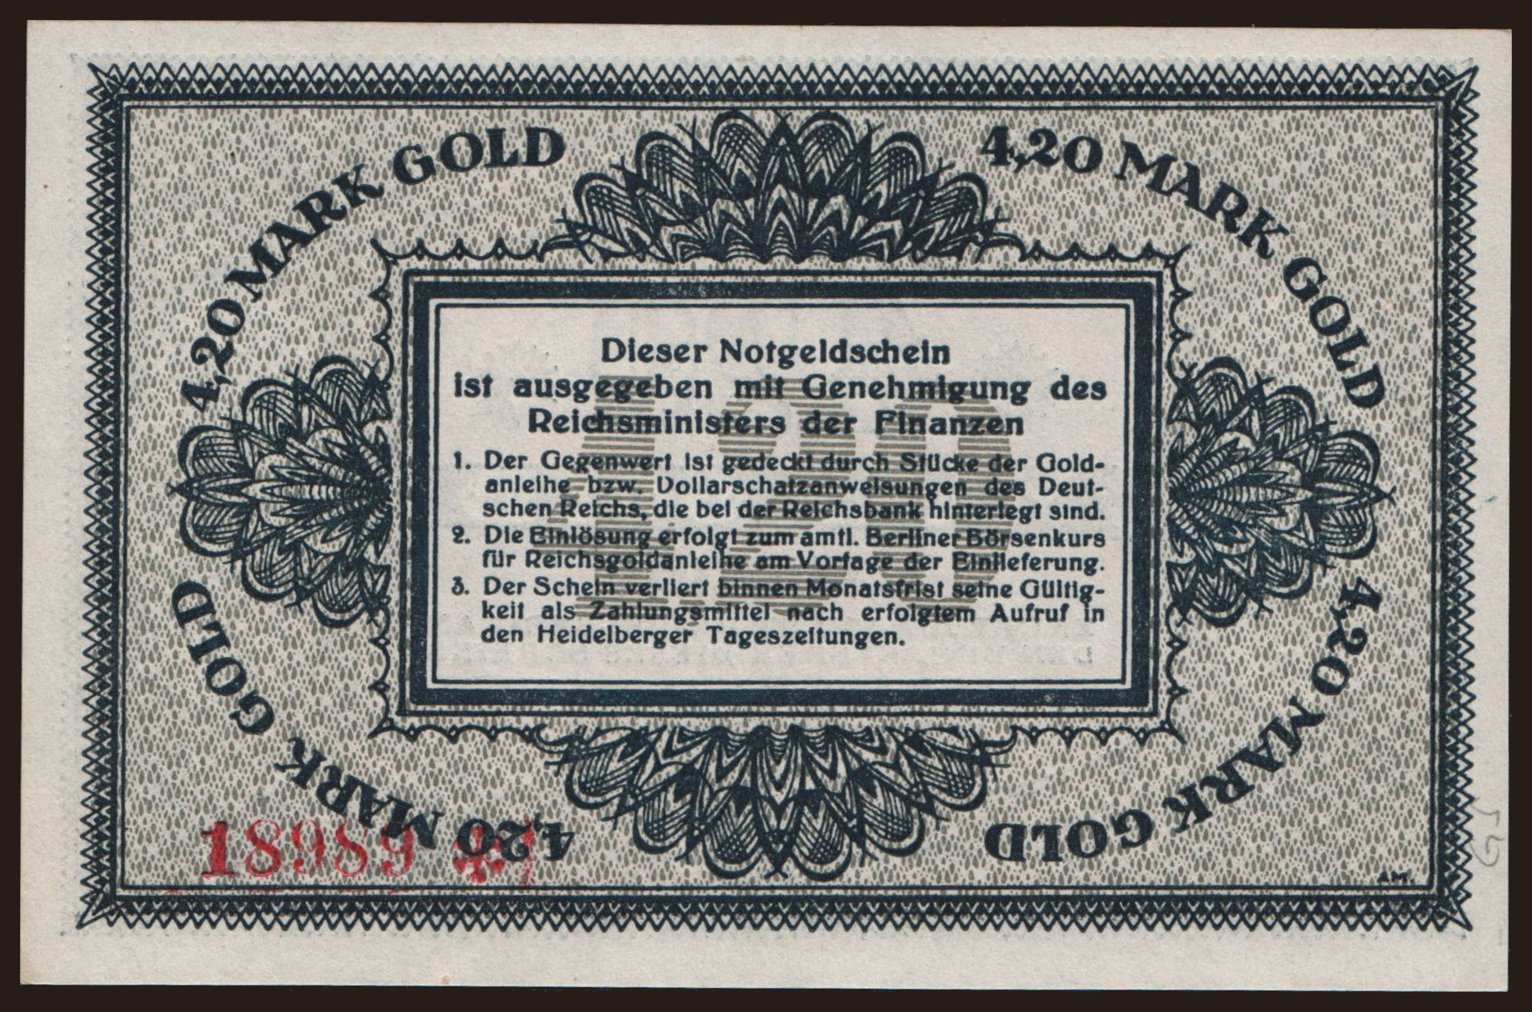 4,20 MARK GOLD
4,20 MARK GOLD
Dieser Notgeldschein
ist ausgegeben mit Genehmigung des
Reichsministers der Finanzen
1. Der Gegenwert ist gedeckt durch Stücke der Gold-
anleihe bzw. Dollarschatzanweisungen des Deut-
schen Reichs, die bei der Reichsbank hinterlegt sind.
2. Die Einlösung erfolgt zum amtl. Berliner Börsenkurs
für Reichsgoldanleihe am Vortage der Einlieferung.
3. Der Schein verliert binnen Monatsfrist seine Gültig-
keit als Zahlungsmittel nach erfolgtem Aufruf in
den Heidelberger Tageszeitungen.
420
4,20 MARK GOLD
4,20 MARK GOLD
18989
AM.